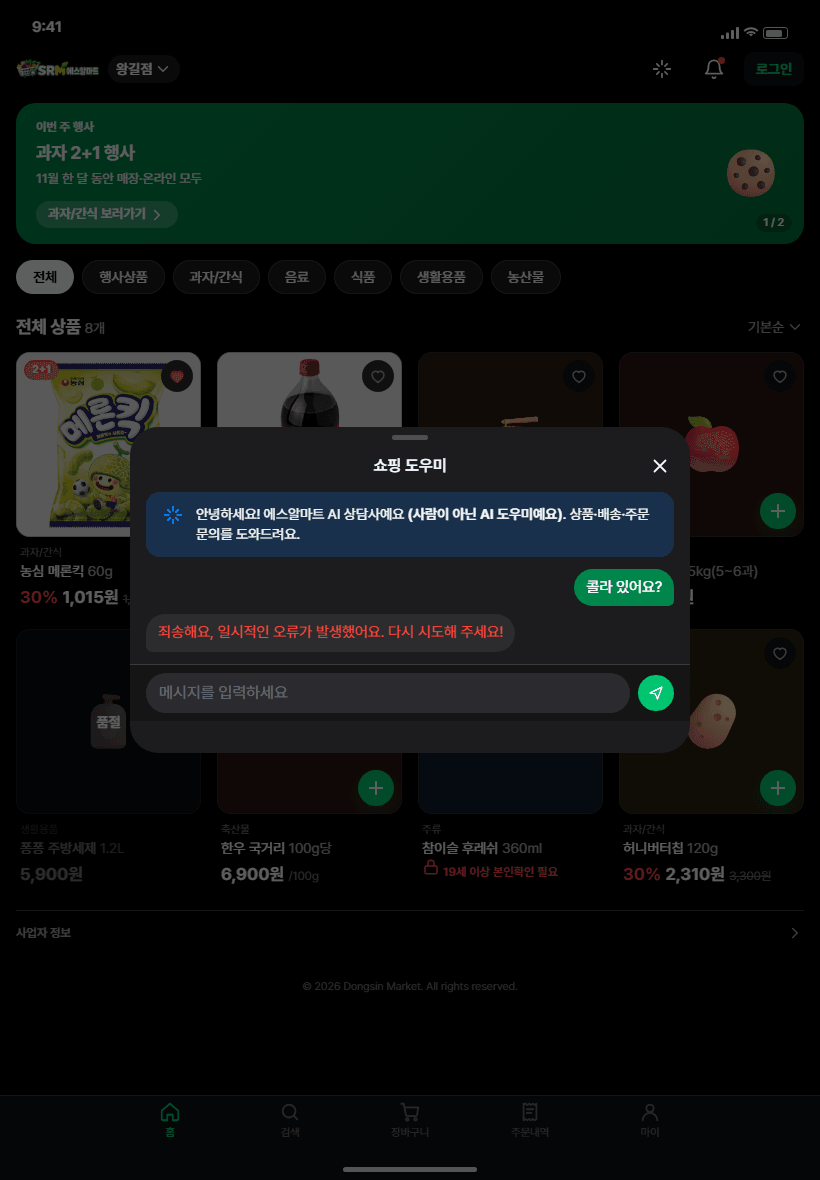 9:41
SRM 에스알마트
왕길점
로그인
이번 주 행사
과자 2+1 행사
11월 한 달 동안 매장·온라인 모두
과자/간식 보러가기
1 / 2
전체
행사상품
과자/간식
음료
식품
생활용품
농산물
전체 상품 8개
기본순
2+1
농심
메론킥
쇼핑 도우미
안녕하세요! 에스알마트 AI 상담사예요 (사람이 아닌 AI 도우미예요). 상품·배송·주문
문의를 도와드려요.
콜라 있어요?
죄송해요, 일시적인 오류가 발생했어요. 다시 시도해 주세요!
메시지를 입력하세요
과자/간식
농심 메론킥 60g
30% 1,015원
5kg(5~6과)
품절
생활용품
퐁퐁 주방세제 1.2L
5,900원
축산물
한우 국거리 100g당
6,900원 /100g
주류
참이슬 후레쉬 360ml
19세 이상 본인확인 필요
과자/간식
허니버터칩 120g
30% 2,310원 3,300원
사업자 정보
© 2026 Dongsin Market. All rights reserved.
홈
검색
장바구니
주문내역
마이